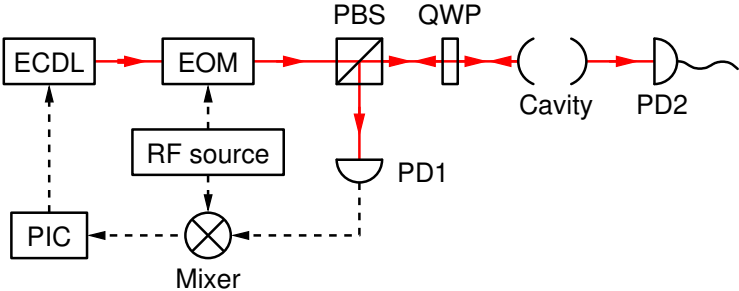 PBS
QWP
ECDL
EOM
Cavity
PD2
RF source
PD1
PIC
Mixer